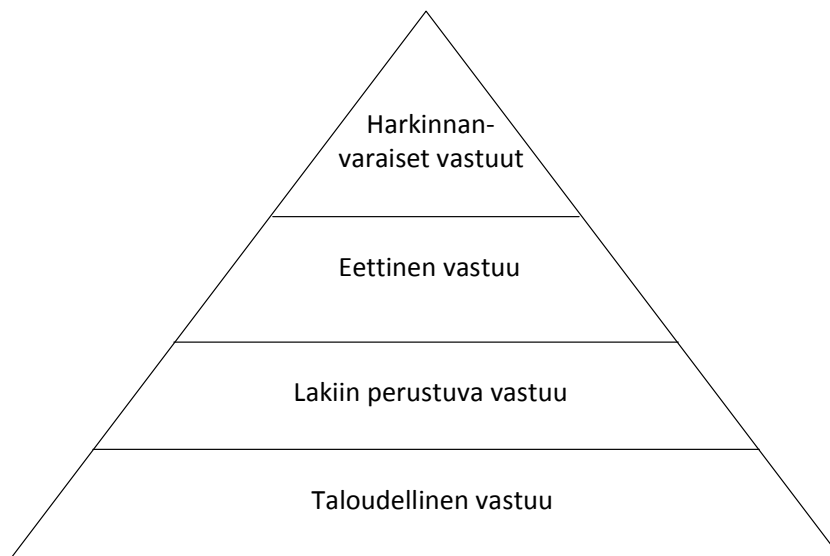 Harkinnan-
varaiset vastuut
Eettinen vastuu
Lakiin perustuva vastuu
Taloudellinen vastuu